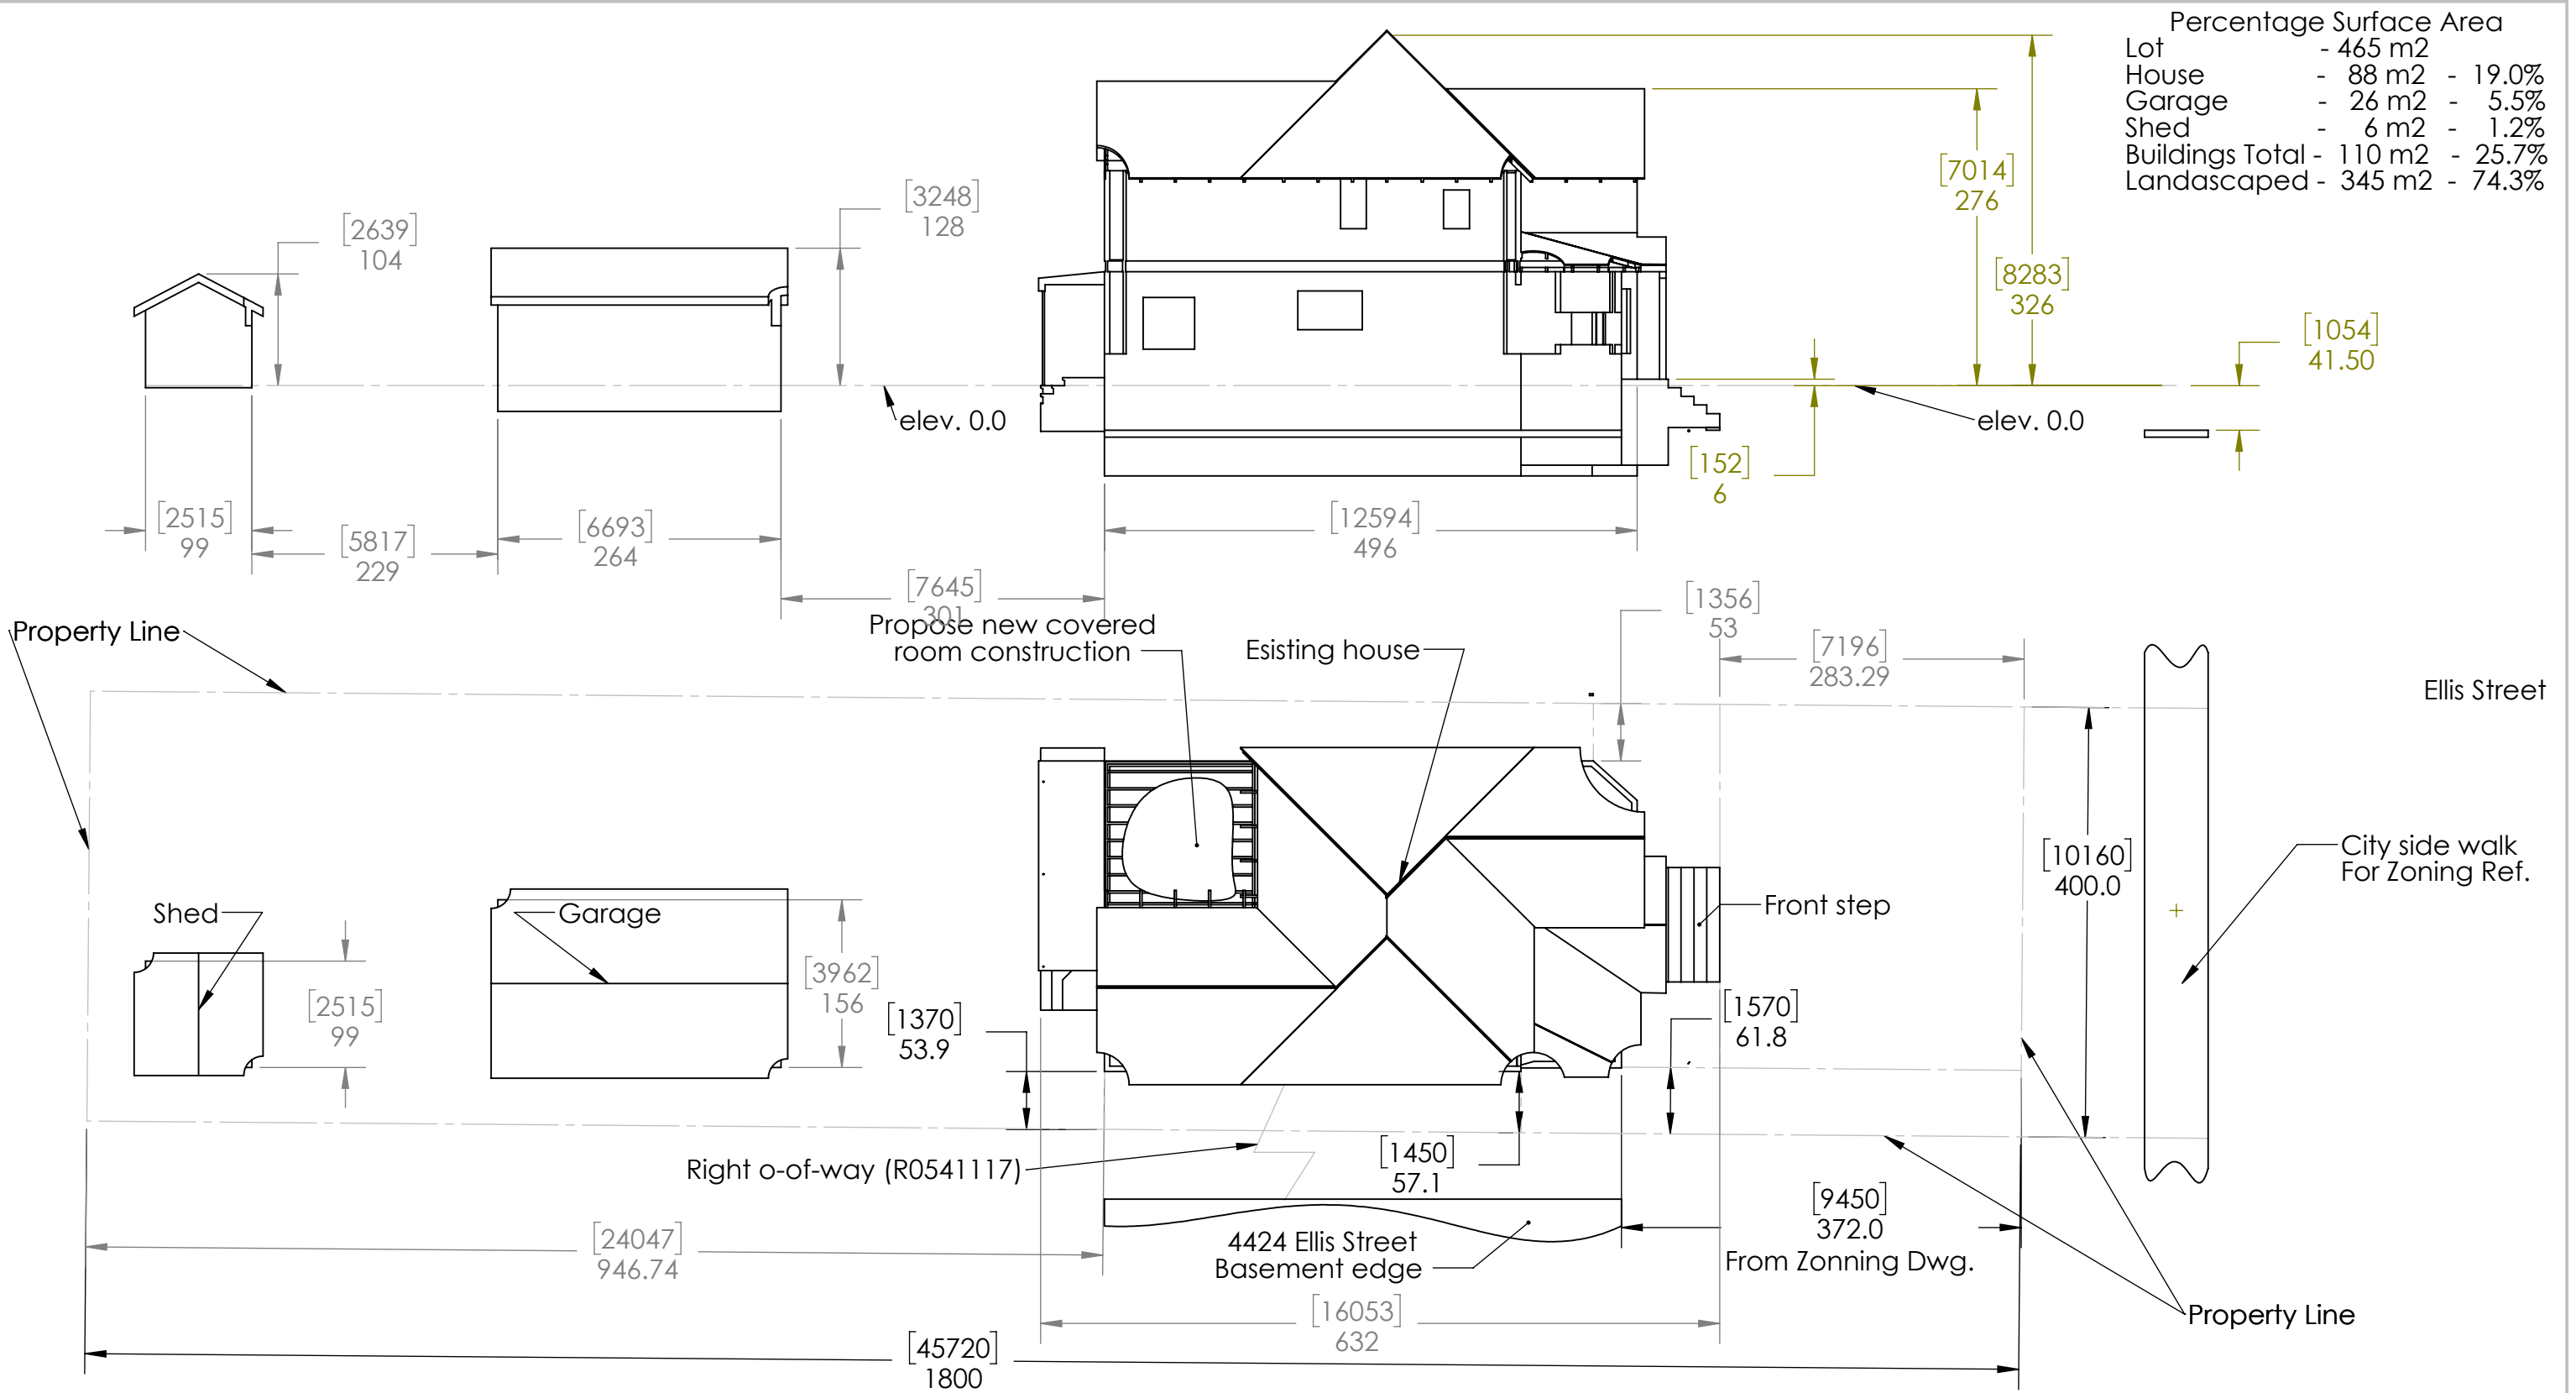 Percentage Surface Area
Lot - 465 m2
House - 88 m2 - 19.0%
Garage - 26 m2 - 5.5%
Shed - 6 m2 - 1.2%
Buildings Total - 110 m2 - 25.7%
Landascaped - 345 m2 - 74.3%
[7014]
276
[8283]
326
[1054]
41.50
[3248]
128
[2639]
104
elev. 0.0
elev. 0.0
[152]
6
[2515]
99
[5817]
229
[6693]
264
[12594]
496
[7645]
301
Property Line
Propose new covered
room construction
Esisting house
[1356]
53
[7196]
283.29
Ellis Street
[10160]
400.0
City side walk
For Zoning Ref.
Shed
Garage
Front step
[3962]
156
[2515]
99
[1370]
53.9
[1570]
61.8
Right o-of-way (R0541117)
[1450]
57.1
[9450]
372.0
From Zonning Dwg.
[24047]
946.74
4424 Ellis Street
Basement edge
[16053]
632
Property Line
[45720]
1800